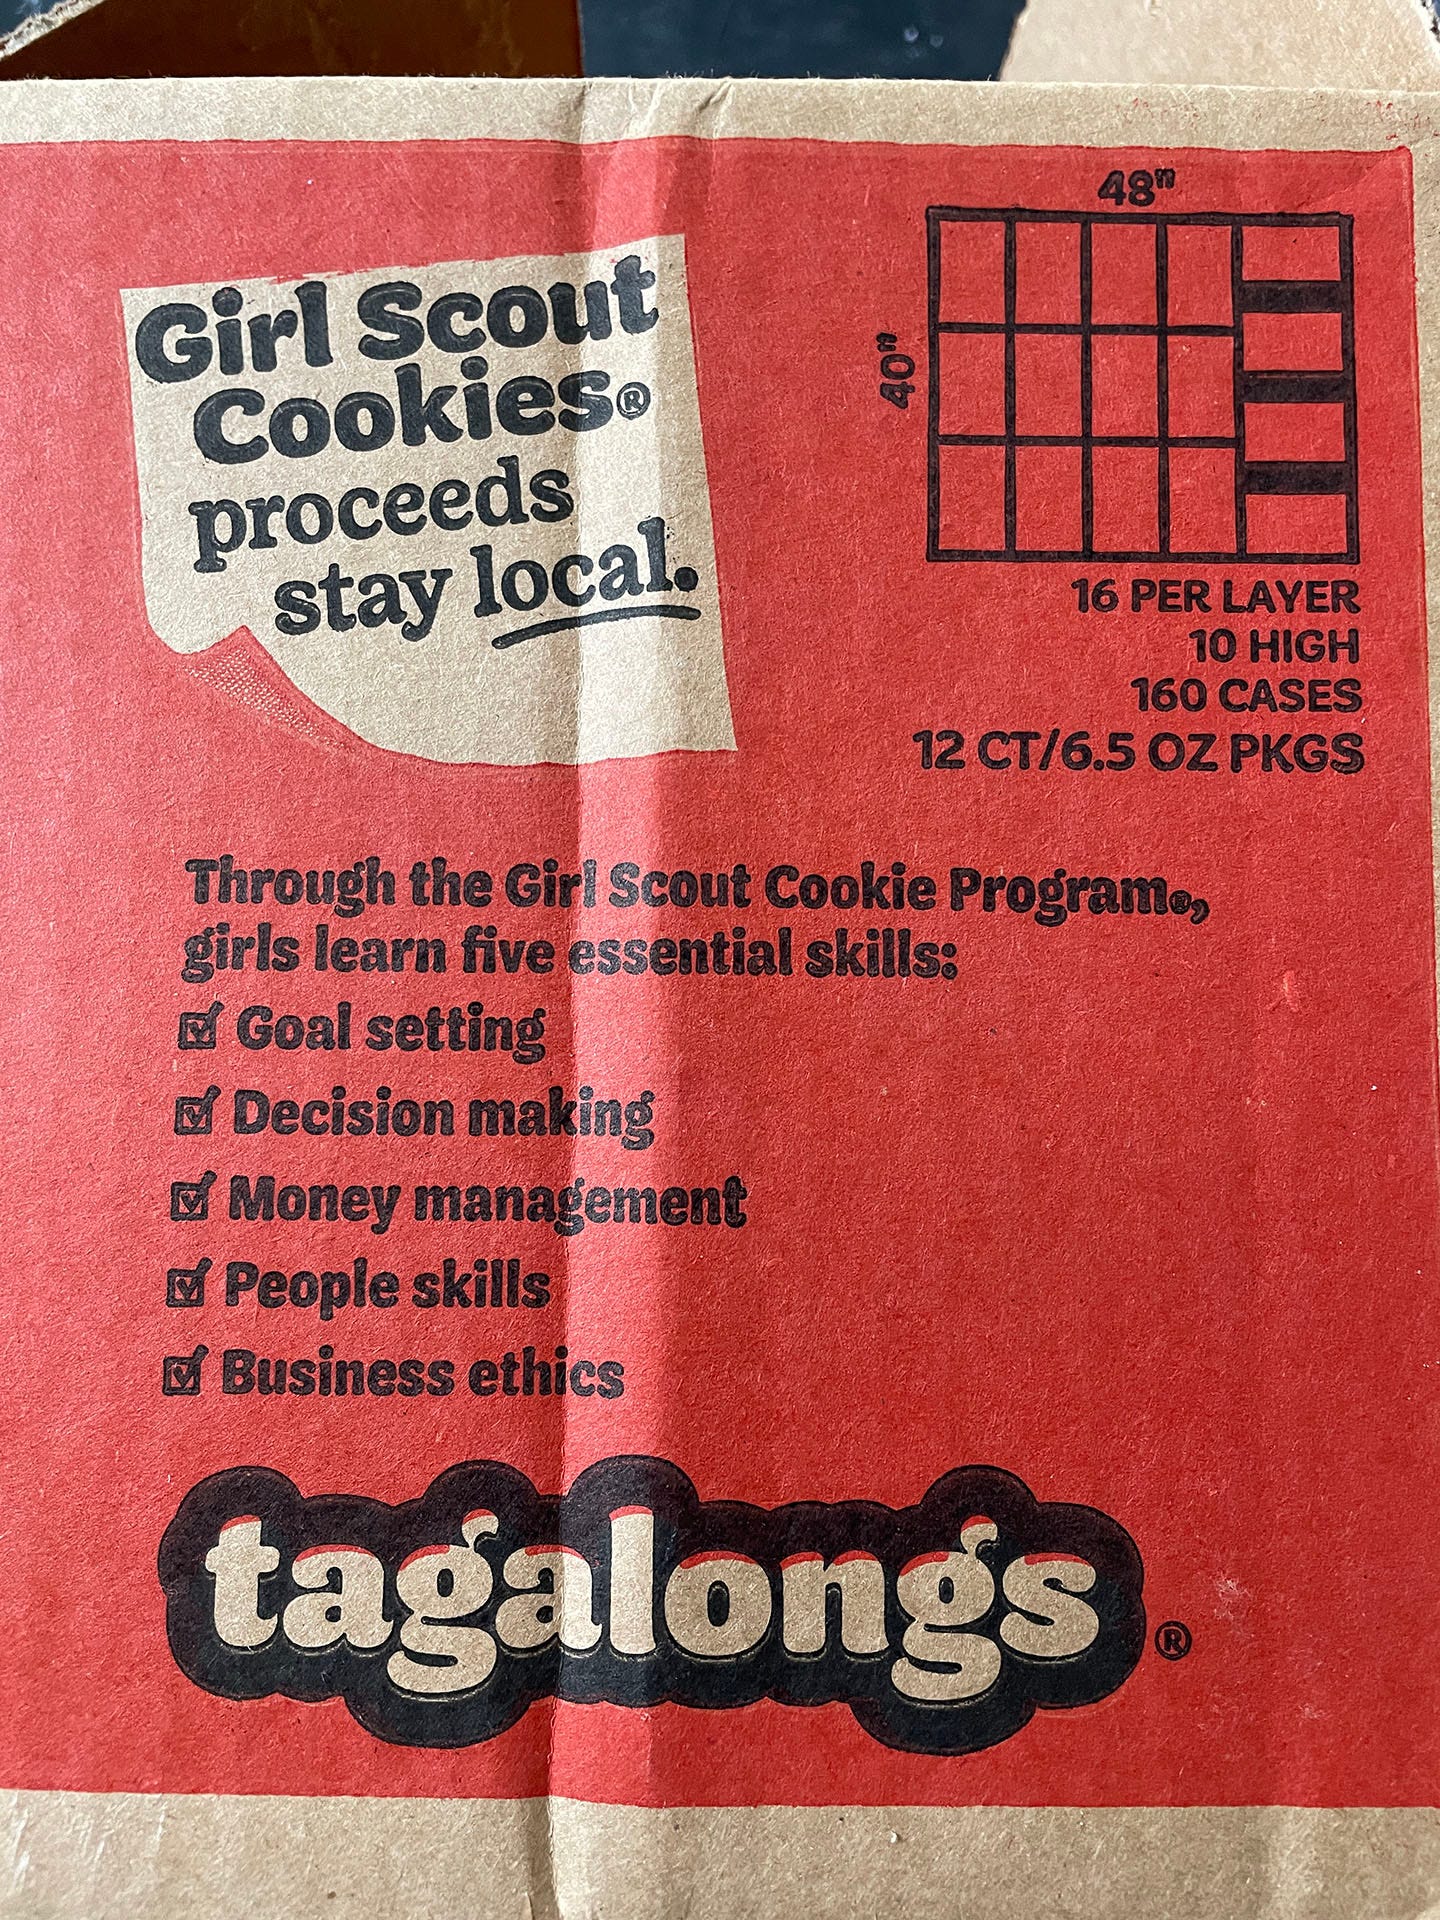 Girl Scout
Cookies®
proceeds
stay local.
48"
40"
16 PER LAYER
10 HIGH
160 CASES
12 CT/6.5 OZ PKGS
Through the Girl Scout Cookie Program®,
girls learn five essential skills:
Goal setting
Decision making
Money management
People skills
Business ethics
tagalongs®